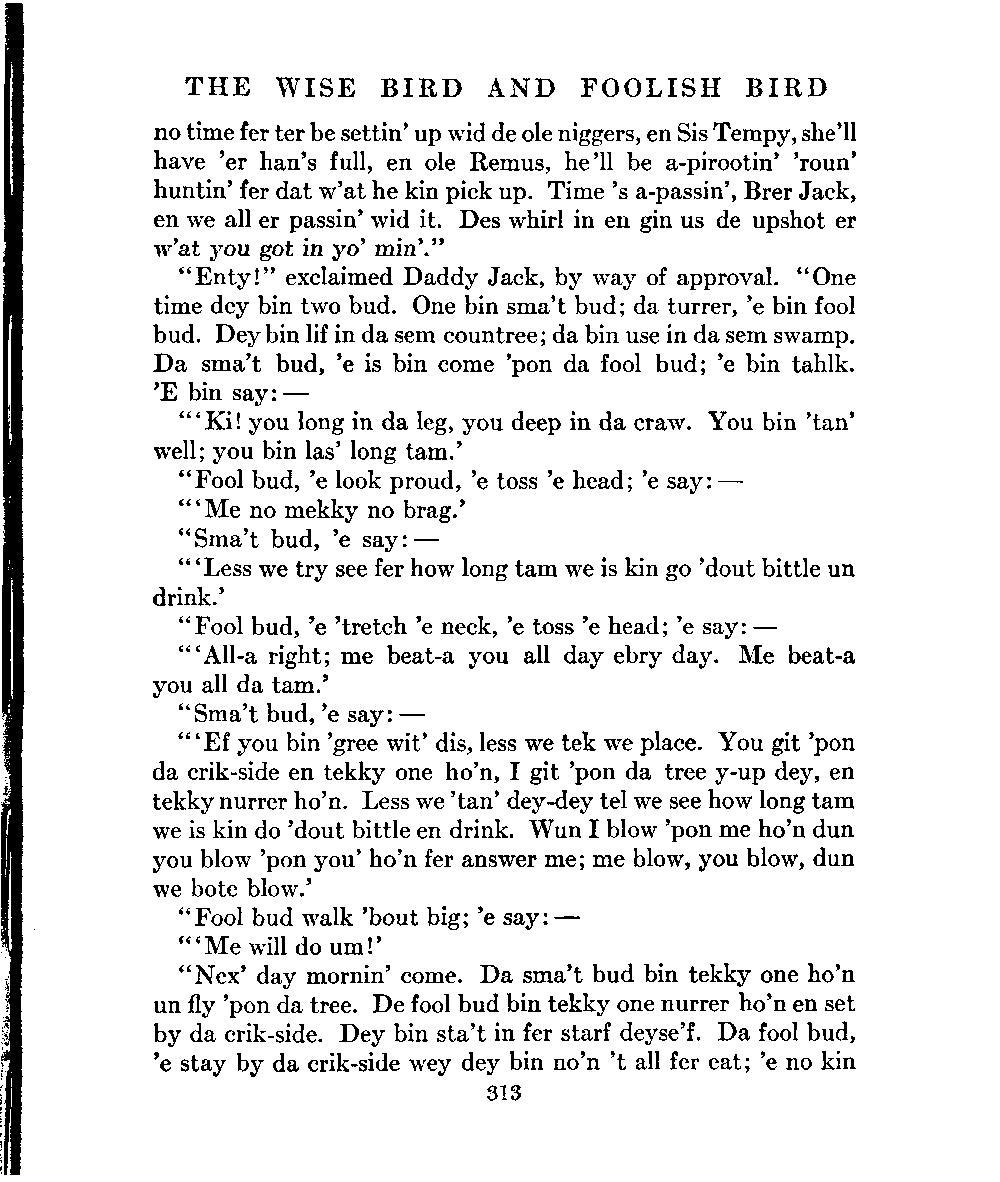 THE WISE BIRD AND FOOLISH BIRD
no time fer ter be settin’ up wid de ole niggers, en Sis Tempy, she’ll
have ’er han’s full, en ole Remus, he’ll be a-pirootin’ ’roun’
huntin’ fer dat w’at he kin pick up. Time ’s a-passin’, Brer Jack,
en we all er passin’ wid it. Des whirl in en gin us de upshot er
w’at you got in yo’ min’.”
“Enty!” exclaimed Daddy Jack, by way of approval. “One
time dey bin two bud. One bin sma’t bud; da turrer, ’e bin fool
bud. Dey bin lif in da sem countree; da bin use in da sem swamp.
Da sma’t bud, ’e is bin come ’pon da fool bud; ’e bin tahlk.
’E bin say: —
“‘Ki! you long in da leg, you deep in da craw. You bin ’tan’
well; you bin las’ long tam.’
“Fool bud, ’e look proud, ’e toss ’e head; ’e say: —
“‘Me no mekky no brag.’
“Sma’t bud, ’e say: —
“‘Less we try see fer how long tam we is kin go ’dout bittle un
drink.’
“Fool bud, ’e ’tretch ’e neck, ’e toss ’e head; ’e say: —
“‘All-a right; me beat-a you all day ebry day. Me beat-a
you all da tam.’
“Sma’t bud, ’e say: —
“‘Ef you bin ’gree wit’ dis, less we tek we place. You git ’pon
da crik-side en tekky one ho’n, I git ’pon da tree y-up dey, en
tekky nurrer ho’n. Less we ’tan’ dey-dey tel we see how long tam
we is kin do ’dout bittle en drink. Wun I blow ’pon me ho’n dun
you blow ’pon you’ ho’n fer answer me; me blow, you blow, dun
we bote blow.’
“Fool bud walk ’bout big; ’e say: —
“‘Me will do um!’
“Nex’ day mornin’ come. Da sma’t bud bin tekky one ho’n
un fly ’pon da tree. De fool bud bin tekky one nurrer ho’n en set
by da crik-side. Dey bin sta’t in fer starf deyse’f. Da fool bud,
’e stay by da crik-side wey dey bin no’n ’t all fer eat; ’e no kin
313